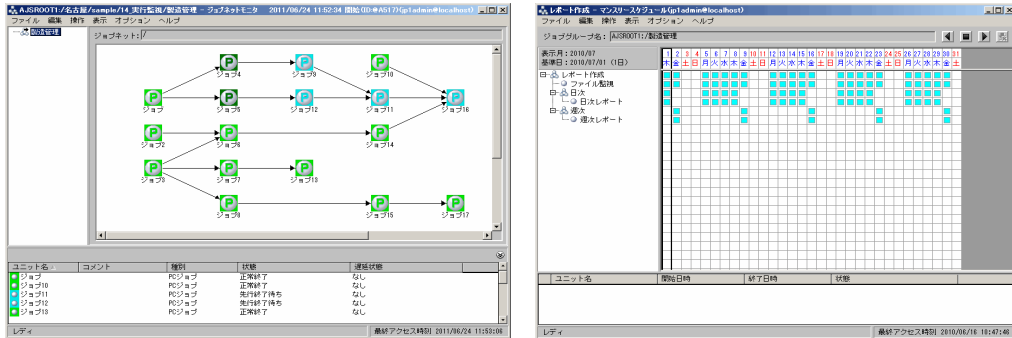 AJSROOT1:/名古屋/sample/14_実行監視/製造管理 - ジョブネットモニタ 2011/06/24 11:52:34 開始(ID:@A517)(jp1admin@localhost)
ファイル 編集 操作 表示 オプション ヘルプ
製造管理
ジョブネット: /
ジョブ4
ジョブ9
ジョブ10
ジョブ
ジョブ5
ジョブ12
ジョブ11
ジョブ16
ジョブ2
ジョブ6
ジョブ14
ジョブ3
ジョブ7
ジョブ13
ジョブ8
ジョブ15
ジョブ17
ユニット名 コメント 種別 状態 遅延状態
ジョブ PCジョブ 正常終了 なし
ジョブ10 PCジョブ 正常終了 なし
ジョブ11 PCジョブ 先行終了待ち なし
ジョブ12 PCジョブ 先行終了待ち なし
ジョブ13 PCジョブ 正常終了 なし
レディ 最終アクセス時刻 2011/06/24 11:53:06
レポート作成 - マンスリースケジュール(jp1admin@localhost)
ファイル 編集 操作 表示 オプション ヘルプ
ジョブグループ名: AJSROOT1:/製造管理
表示月:2010/07
基準日:2010/07/01 (1日)
1 2 3 4 5 6 7 8 9 10 11 12 13 14 15 16 17 18 19 20 21 22 23 24 25 26 27 28 29 30 31
木 金 土 日 月 火 水 木 金 土 日 月 火 水 木 金 土 日 月 火 水 木 金 土 日 月 火 水 木 金 土
レポート作成
ファイル監視
日次
日次レポート
週次
週次レポート
ユニット名 開始日時 終了日時 状態
レディ 最終アクセス時刻 2010/06/16 18:47:46